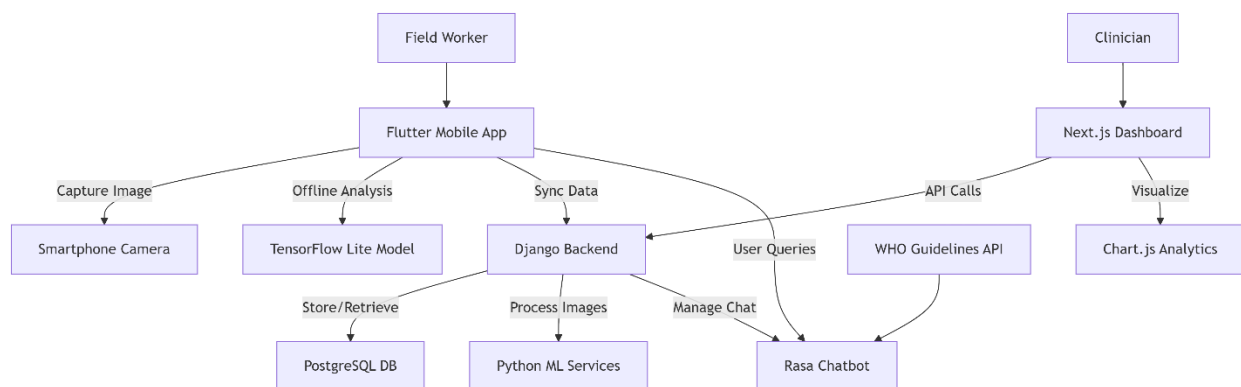 Field Worker
Clinician
Flutter Mobile App
Next.js Dashboard
Capture Image
Offline Analysis
Sync Data
API Calls
Visualize
Smartphone Camera
TensorFlow Lite Model
Django Backend
User Queries
WHO Guidelines API
Chart.js Analytics
Store/Retrieve
Process Images
Manage Chat
PostgreSQL DB
Python ML Services
Rasa Chatbot